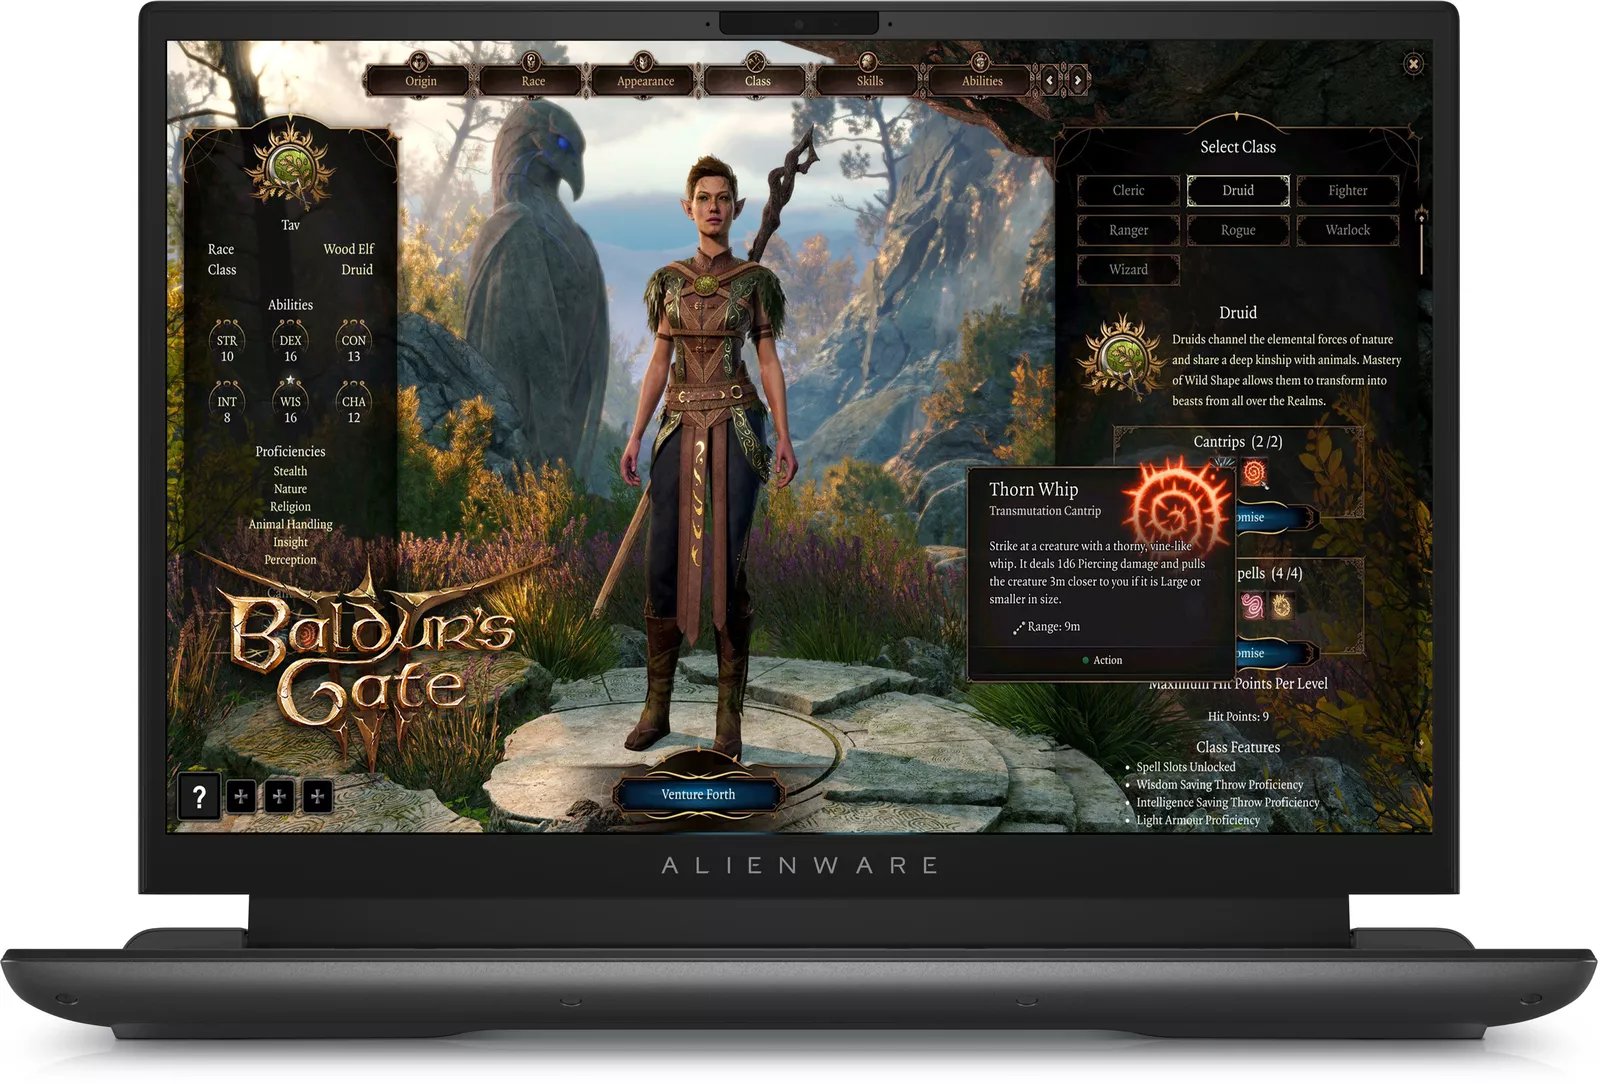 Origin
Race
Appearance
Class
Skills
Abilities
Tav
Race Wood Elf
Class Druid
Abilities
STR DEX CON
10 16 13
INT WIS CHA
8 16 12
Proficiencies
Stealth
Nature
Religion
Animal Handling
Insight
Perception
Baldur's
Gate
III
?
Venture Forth
Select Class
Cleric Druid Fighter
Ranger Rogue Warlock
Wizard
Druid
Druids channel the elemental forces of nature
and share a deep kinship with animals. Mastery
of Wild Shape allows them to transform into
beasts from all over the Realms.
Cantrips (2 /2)
Thorn Whip
Transmutation Cantrip
Strike at a creature with a thorny, vine-like
whip. It deals 1d6 Piercing damage and pulls
the creature 3m closer to you if it is Large or
smaller in size.
Range: 9m
Action
omise
pells (4 /4)
omise
Maximum Hit Points Per Level
Hit Points: 9
Class Features
• Spell Slots Unlocked
• Wisdom Saving Throw Proficiency
• Intelligence Saving Throw Proficiency
• Light Armour Proficiency
ALIENWARE